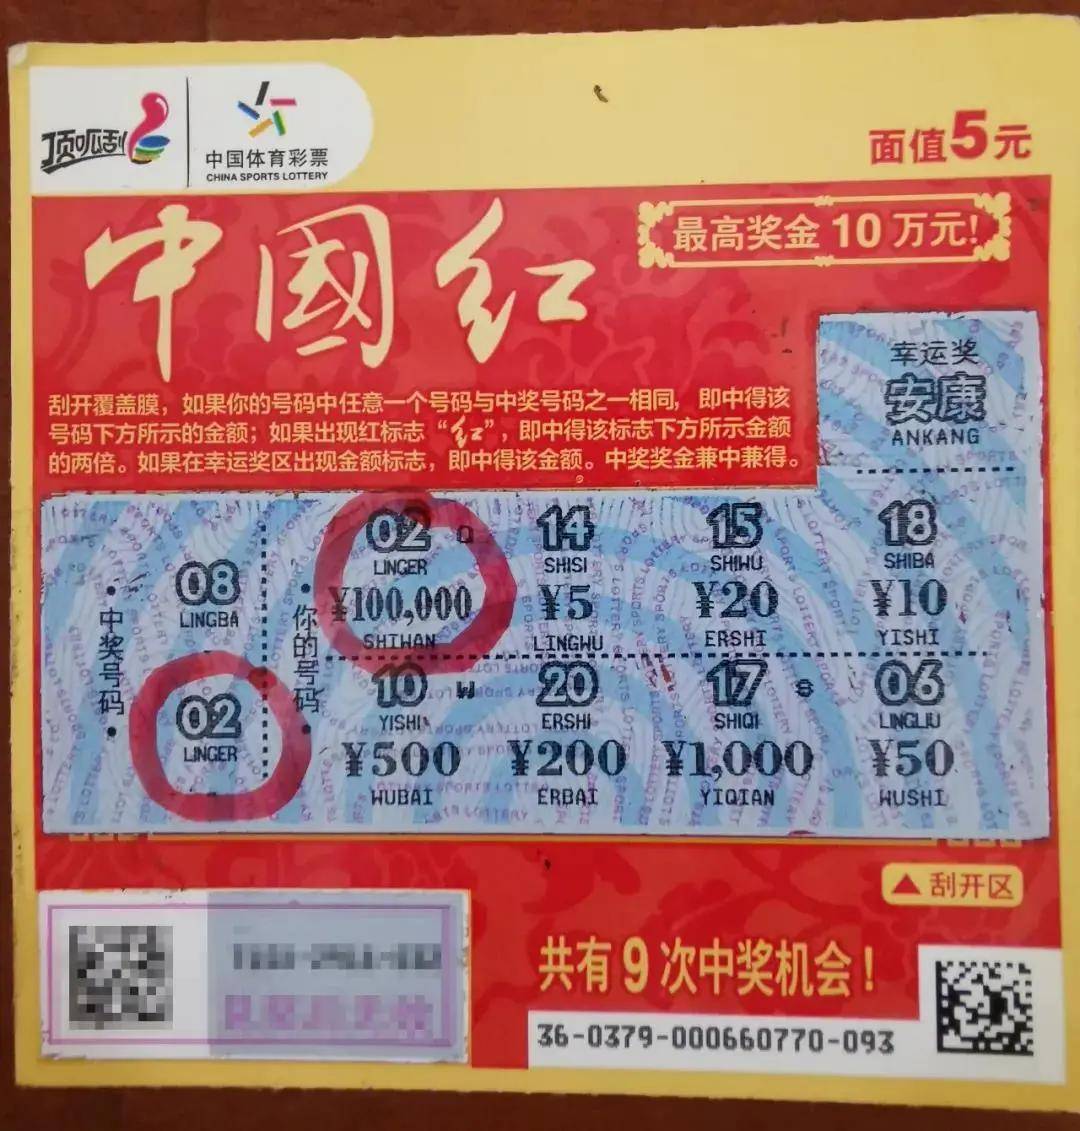 顶呱刮
中国体育彩票
CHINA SPORTS LOTTERY
面值5元
中國红
最高奖金10万元!
刮开覆盖膜，如果你的号码中任意一个号码与中奖号码之一相同，即中得该
号码下方所示的金额；如果出现红标志“红”，即中得该标志下方所示金额
的两倍。如果在幸运奖区出现金额标志，即中得该金额。中奖奖金兼中兼得。
幸运奖
安康
ANKANG
·中奖号码·
08
LINGBA
02
LINGER
·你的号码·
02 Q 14 15 18
LINGER SHISI SHIWU SHIBA
¥100,000 ¥5 ¥20 ¥10
SHIWAN LINGWU ERSHI YISHI
10 W 20 17 S 06
YISHI ERSHI SHIQI LINGLIU
¥500 ¥200 ¥1,000 ¥50
WUBAI ERBAI YIQIAN WUSHI
▲刮开区
共有9次中奖机会！
36-0379-000660770-093